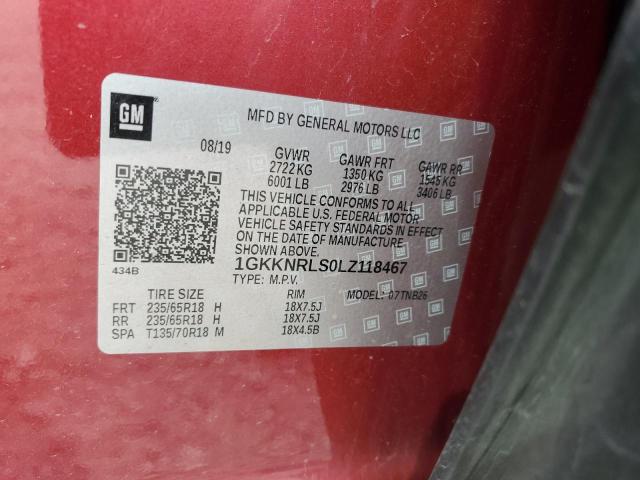 GM
MFD BY GENERAL MOTORS LLC
08/19 GVWR GAWR FRT GAWR RR
2722 KG 1350 KG 1545 KG
6001 LB 2976 LB 3406 LB
THIS VEHICLE CONFORMS TO ALL
APPLICABLE U.S. FEDERAL MOTOR
VEHICLE SAFETY STANDARDS IN EFFECT
ON THE DATE OF MANUFACTURE
SHOWN ABOVE.
434B 1GKKNRLS0LZ118467
TYPE: M.P.V. MODEL: 07TNB26
TIRE SIZE RIM
FRT 235/65R18 H 18X7.5J
RR 235/65R18 H 18X7.5J
SPA T135/70R18 M 18X4.5B